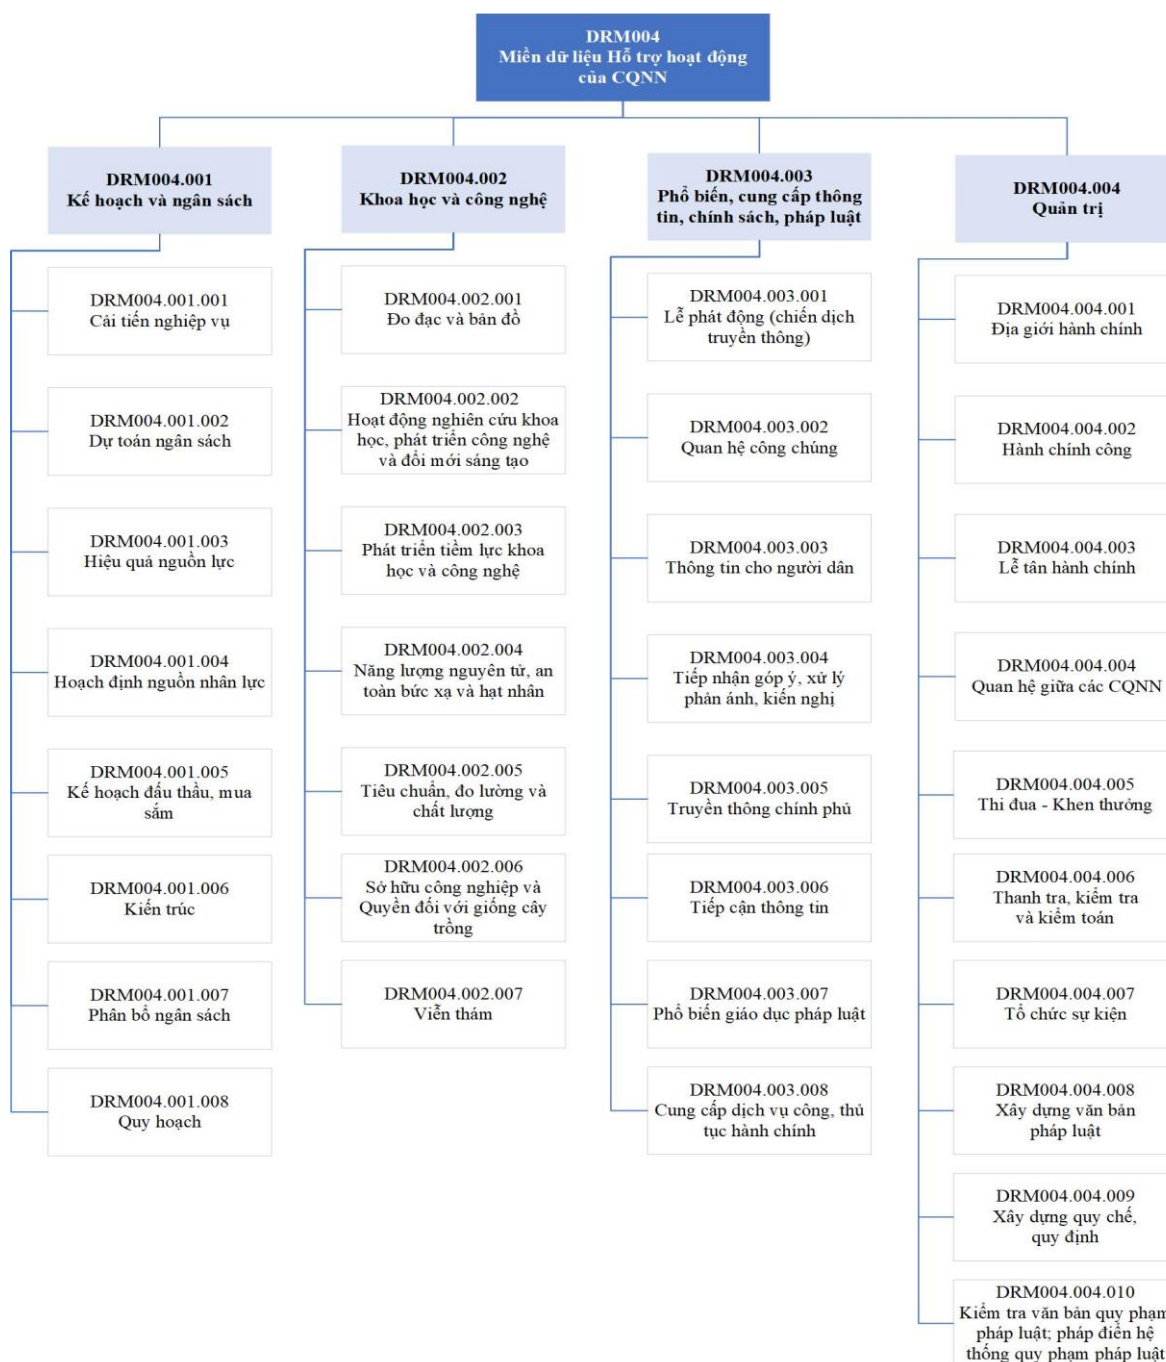 DRM004
Miền dữ liệu Hỗ trợ hoạt động
của CQNN
DRM004.001
Kế hoạch và ngân sách
DRM004.001.001
Cải tiến nghiệp vụ
DRM004.001.002
Dự toán ngân sách
DRM004.001.003
Hiệu quả nguồn lực
DRM004.001.004
Hoạch định nguồn nhân lực
DRM004.001.005
Kế hoạch đấu thầu, mua
sắm
DRM004.001.006
Kiến trúc
DRM004.001.007
Phân bổ ngân sách
DRM004.001.008
Quy hoạch
DRM004.002
Khoa học và công nghệ
DRM004.002.001
Đo đạc và bản đồ
DRM004.002.002
Hoạt động nghiên cứu khoa
học, phát triển công nghệ
và đổi mới sáng tạo
DRM004.002.003
Phát triển tiềm lực khoa
học và công nghệ
DRM004.002.004
Năng lượng nguyên tử, an
toàn bức xạ và hạt nhân
DRM004.002.005
Tiêu chuẩn, đo lường và
chất lượng
DRM004.002.006
Sở hữu công nghiệp và
Quyền đối với giống cây
trồng
DRM004.002.007
Viễn thám
DRM004.003
Phổ biến, cung cấp thông
tin, chính sách, pháp luật
DRM004.003.001
Lễ phát động (chiến dịch
truyền thông)
DRM004.003.002
Quan hệ công chúng
DRM004.003.003
Thông tin cho người dân
DRM004.003.004
Tiếp nhận góp ý, xử lý
phản ánh, kiến nghị
DRM004.003.005
Truyền thông chính phủ
DRM004.003.006
Tiếp cận thông tin
DRM004.003.007
Phổ biến giáo dục pháp luật
DRM004.003.008
Cung cấp dịch vụ công, thủ
tục hành chính
DRM004.004
Quản trị
DRM004.004.001
Địa giới hành chính
DRM004.004.002
Hành chính công
DRM004.004.003
Lễ tân hành chính
DRM004.004.004
Quan hệ giữa các CQNN
DRM004.004.005
Thi đua - Khen thưởng
DRM004.004.006
Thanh tra, kiểm tra
và kiểm toán
DRM004.004.007
Tổ chức sự kiện
DRM004.004.008
Xây dựng văn bản
pháp luật
DRM004.004.009
Xây dựng quy chế,
quy định
DRM004.004.010
Kiểm tra văn bản quy phạm
pháp luật; pháp điển hệ
thống quy phạm pháp luật